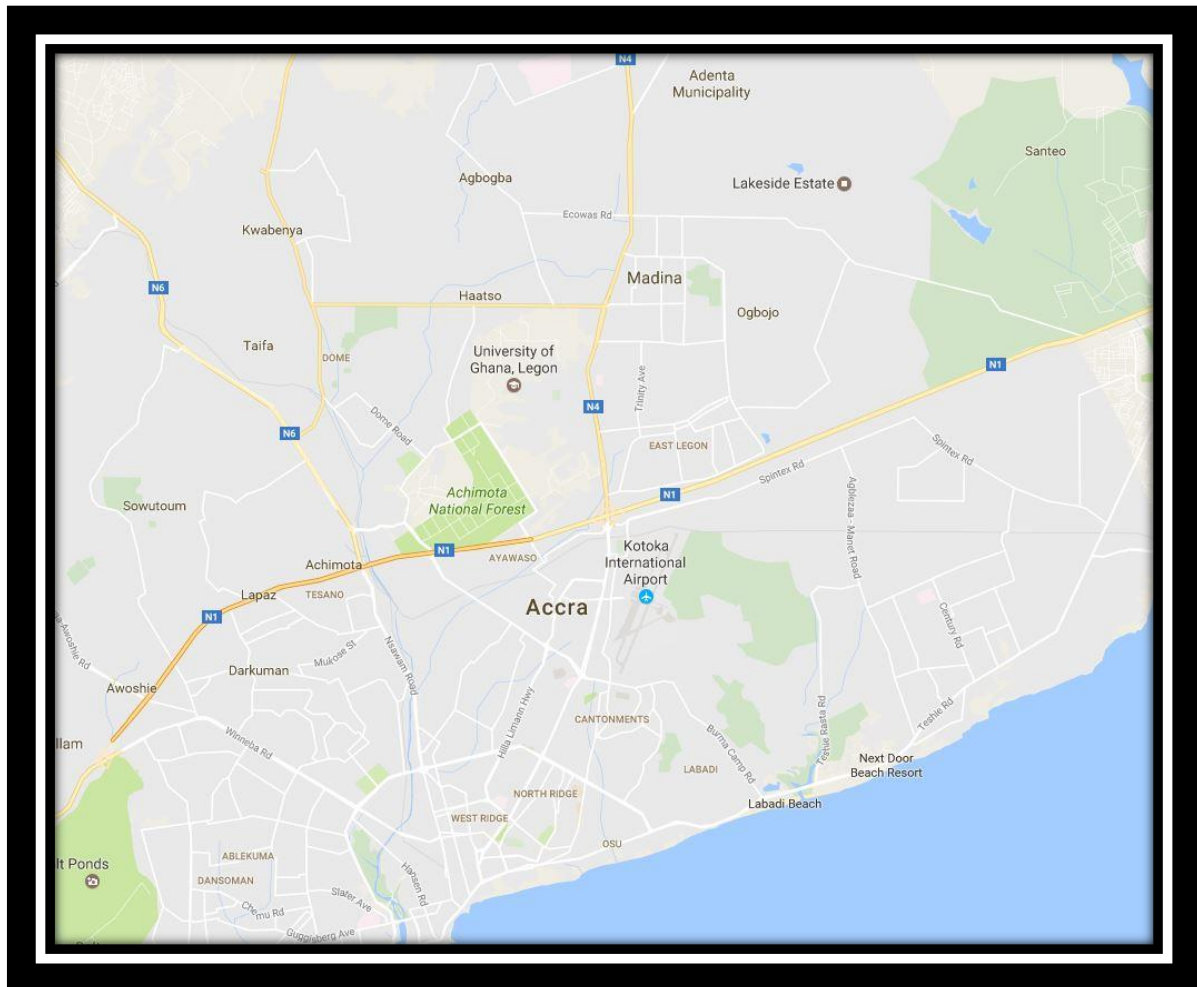 N4
Adenta
Municipality
Santeo
Agbogba
Lakeside Estate
Ecowas Rd
Kwabenya
Madina
N6
Haatso
Ogbojo
Taifa
University of
Ghana, Legon
DOME
N1
Trinity Ave
N4
Dome Road
N6
EAST LEGON
Spintex Rd
Spintex Rd
Achimota
National Forest
N1
Agblezaa - Manet Road
Sowutoum
N1
AYAWASO
Kotoka
International
Airport
Achimota
Lapaz
TESANO
Accra
N1
Century Rd
Mukose St
Nsawam Road
Darkuman
Awoshie
a-Awoshie Rd
Hilla Limann Hwy
CANTONMENTS
Teshie Rd
Teshie Rasta Rd
Burma Camp Rd
llam
Winneba Rd
LABADI
Next Door
Beach Resort
NORTH RIDGE
Labadi Beach
WEST RIDGE
OSU
ABLEKUMA
lt Ponds
DANSOMAN
Hansen Rd
Slater Ave
Chemu Rd
Guggisberg Ave